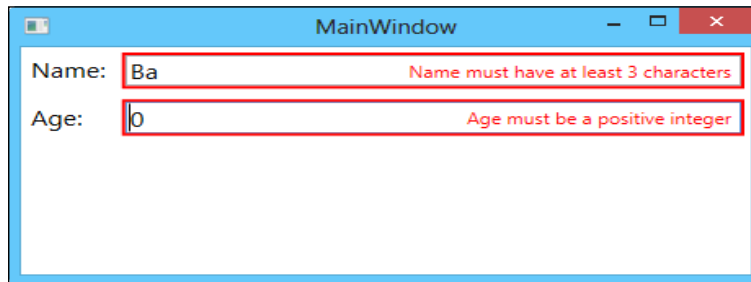 MainWindow
Name: Ba Name must have at least 3 characters
Age: 0 Age must be a positive integer